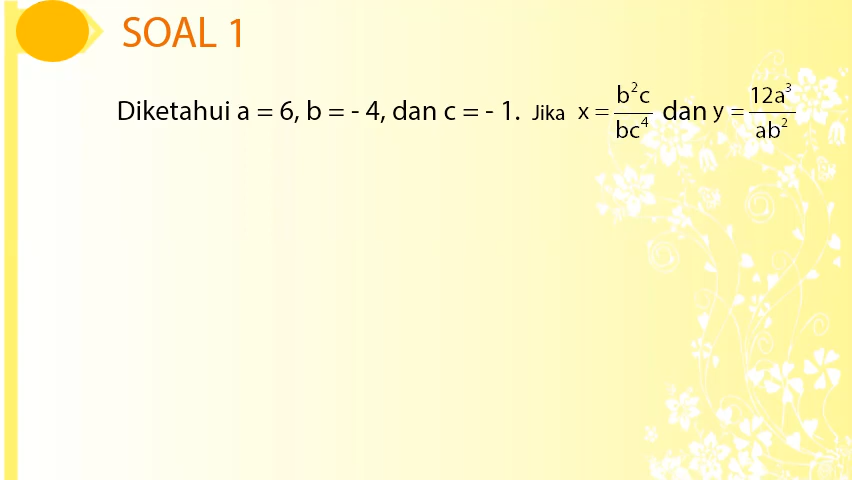 SOAL 1
Diketahui a = 6, b = - 4, dan c = - 1. Jika x = b²c/bc⁴ dan y = 12a³/ab²